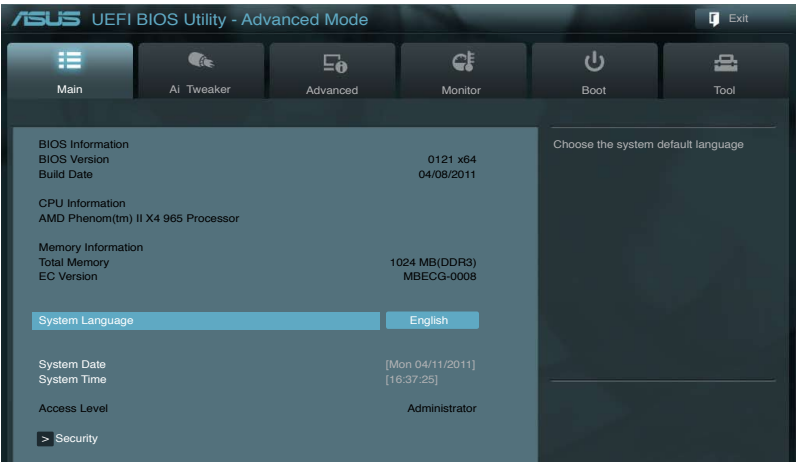 ASUS UEFI BIOS Utility - Advanced Mode Exit
Main Ai Tweaker Advanced Monitor Boot Tool
BIOS Information
BIOS Version 0121 x64
Build Date 04/08/2011
CPU Information
AMD Phenom(tm) II X4 965 Processor
Memory Information
Total Memory 1024 MB(DDR3)
EC Version MBECG-0008
System Language English
System Date [Mon 04/11/2011]
System Time [16:37:25]
Access Level Administrator
> Security
Choose the system default language